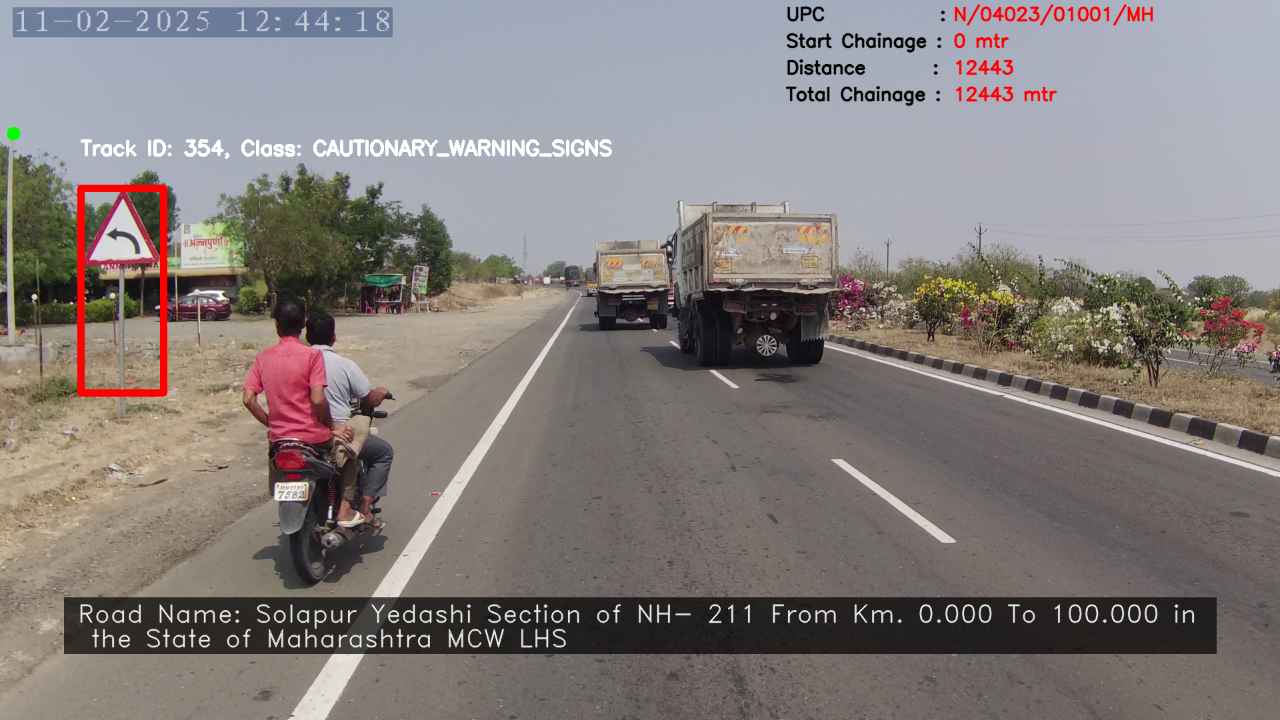 11-02-2025 12:44:18
UPC : N/04023/01001/MH
Start Chainage : 0 mtr
Distance : 12443
Total Chainage : 12443 mtr
Track ID: 354, Class: CAUTIONARY_WARNING_SIGNS
7582
Road Name: Solapur Yedashi Section of NH- 211 From Km. 0.000 To 100.000 in
the State of Maharashtra MCW LHS